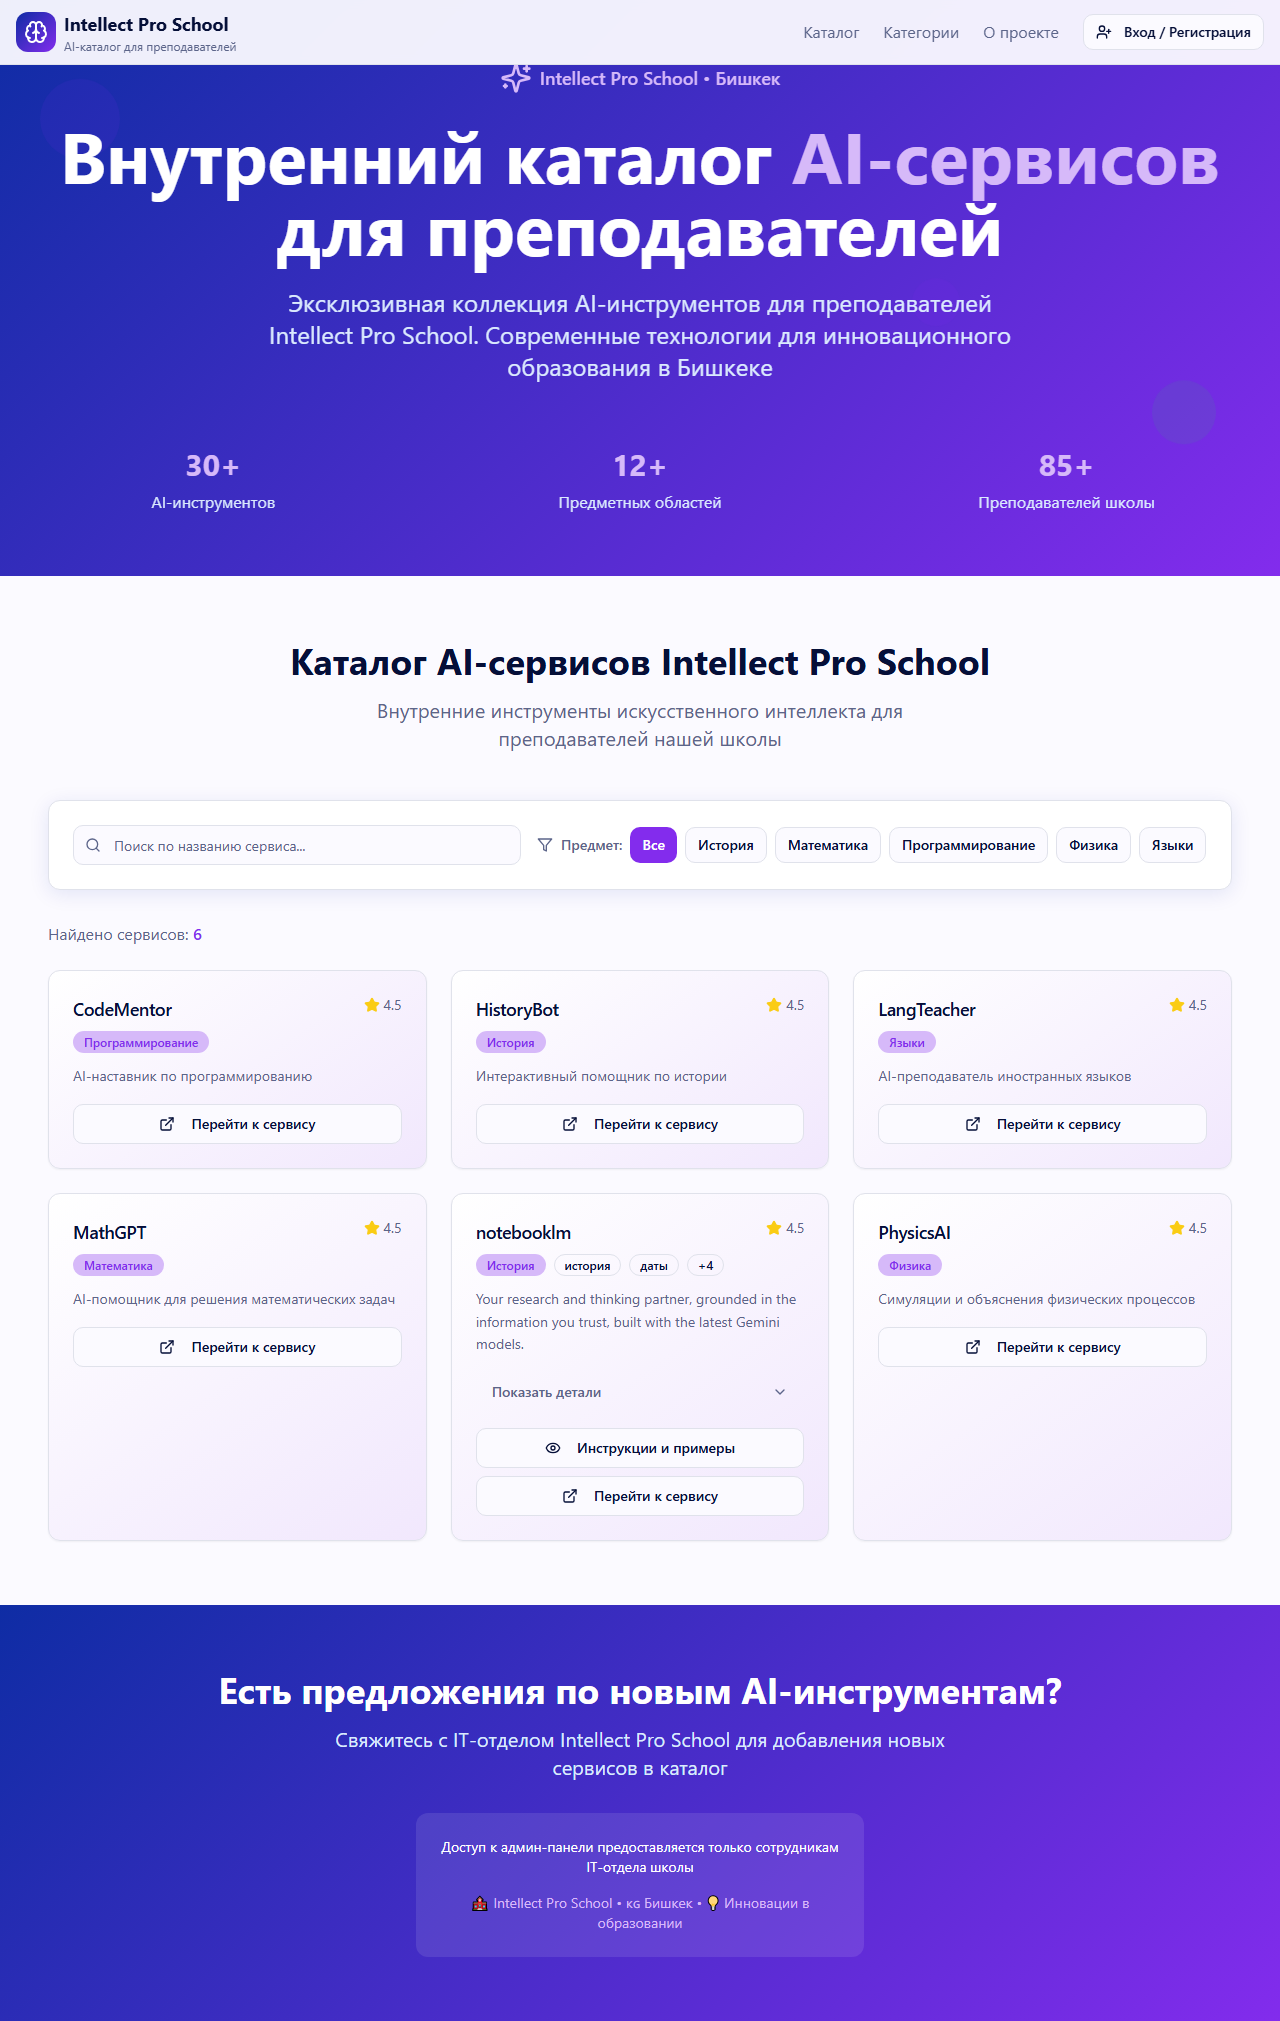 Intellect Pro School
AI-каталог для преподавателей
Каталог
Категории
О проекте
Вход / Регистрация
Intellect Pro School • Бишкек
Внутренний каталог AI-сервисов
для преподавателей
Эксклюзивная коллекция AI-инструментов для преподавателей
Intellect Pro School. Современные технологии для инновационного
образования в Бишкеке
30+
AI-инструментов
12+
Предметных областей
85+
Преподавателей школы
Каталог AI-сервисов Intellect Pro School
Внутренние инструменты искусственного интеллекта для
преподавателей нашей школы
Поиск по названию сервиса...
Предмет:
Все
История
Математика
Программирование
Физика
Языки
Найдено сервисов: 6
CodeMentor
4.5
Программирование
AI-наставник по программированию
Перейти к сервису
HistoryBot
4.5
История
Интерактивный помощник по истории
Перейти к сервису
LangTeacher
4.5
Языки
AI-преподаватель иностранных языков
Перейти к сервису
MathGPT
4.5
Математика
AI-помощник для решения математических задач
Перейти к сервису
notebooklm
4.5
История
история
даты
+4
Your research and thinking partner, grounded in the
information you trust, built with the latest Gemini
models.
Показать детали
Инструкции и примеры
Перейти к сервису
PhysicsAI
4.5
Физика
Симуляции и объяснения физических процессов
Перейти к сервису
Есть предложения по новым AI-инструментам?
Свяжитесь с IT-отделом Intellect Pro School для добавления новых
сервисов в каталог
Доступ к админ-панели предоставляется только сотрудникам
IT-отдела школы
🏫 Intellect Pro School • 🇰🇬 Бишкек • 💡 Инновации в
образовании